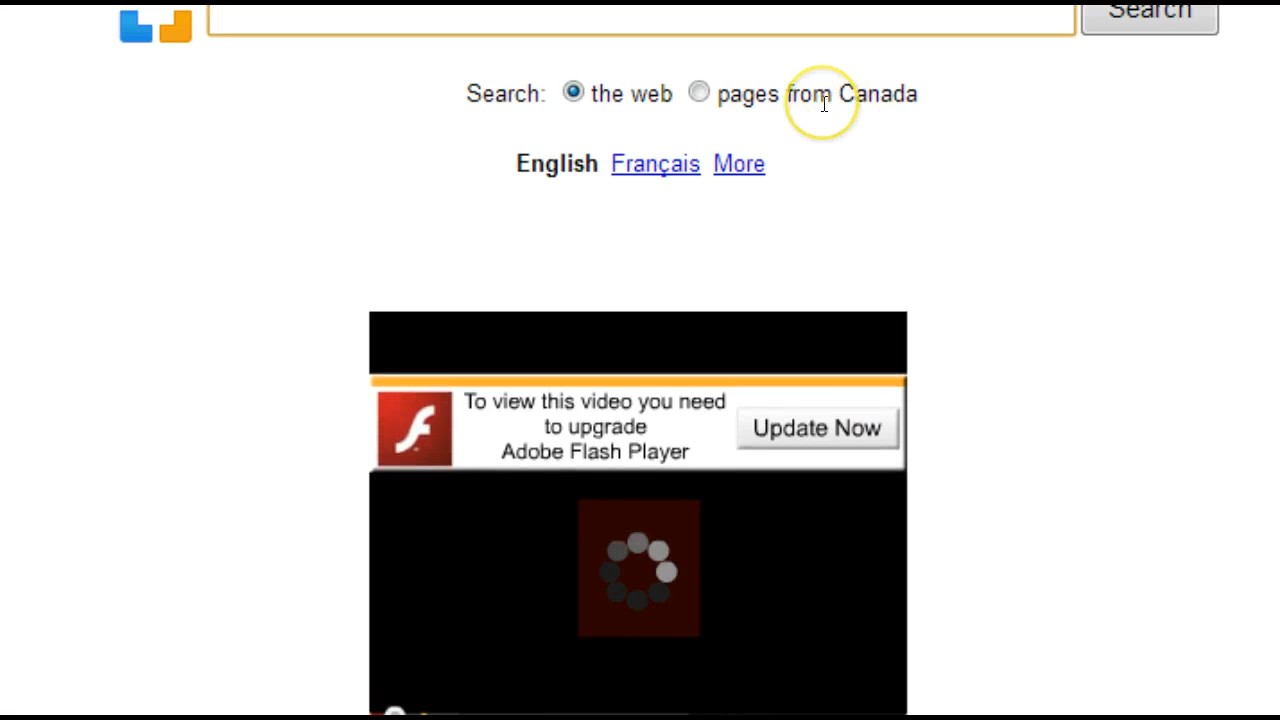 Search
Search: the web pages from Canada
English Français More
To view this video you need
to upgrade
Adobe Flash Player
Update Now